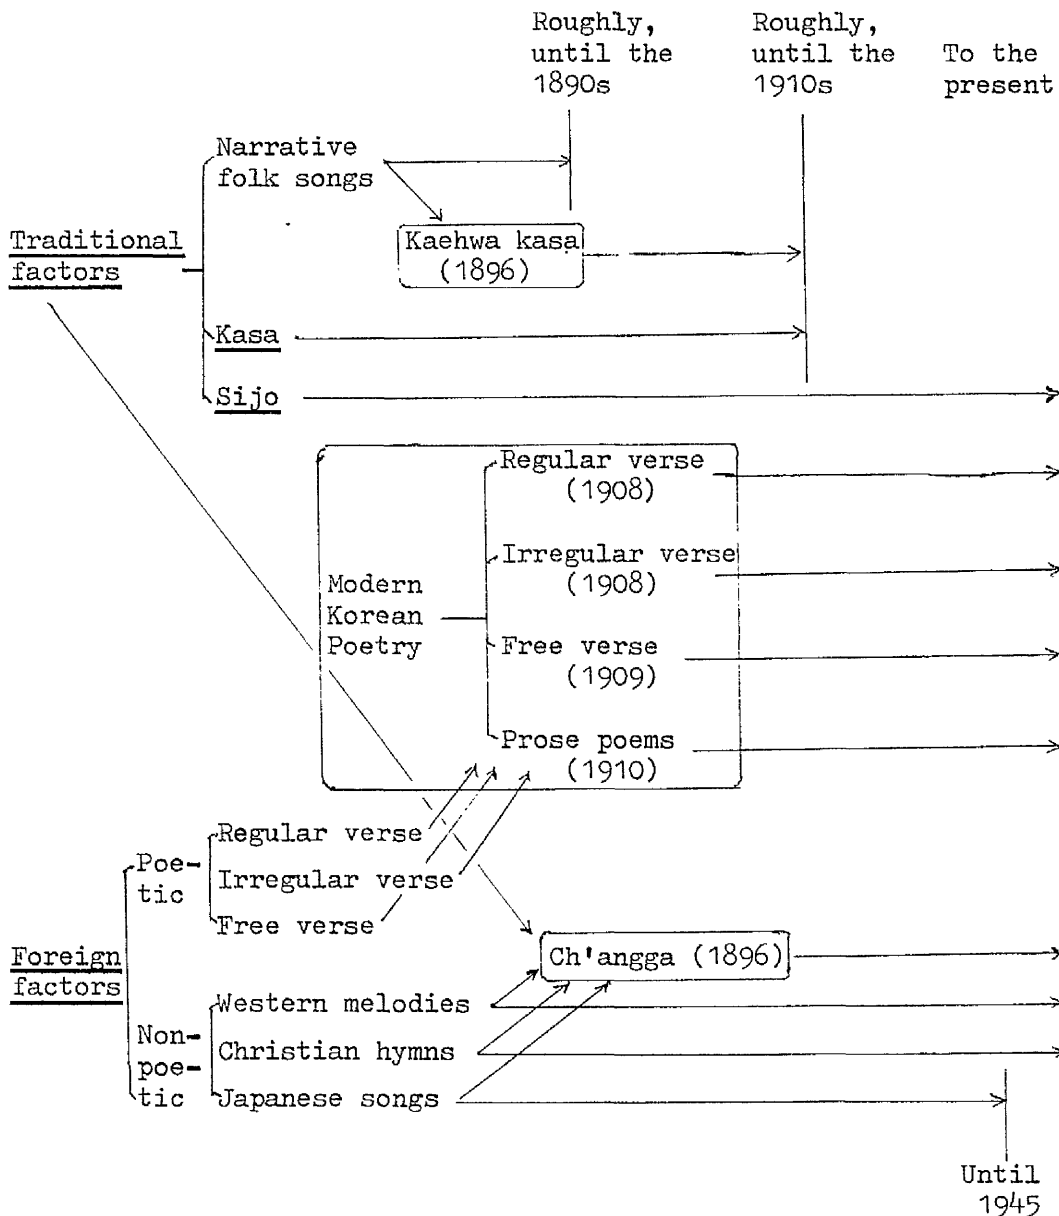 Roughly,
until the
1890s
Roughly,
until the
1910s
To the
present
Narrative
folk songs
Traditional
factors
Kaehwa kasa
(1896)
Kasa
Sijo
Modern
Korean
Poetry
Regular verse
(1908)
Irregular verse
(1908)
Free verse
(1909)
Prose poems
(1910)
Foreign
factors
Poe-
tic
Regular verse
Irregular verse
Free verse
Ch'angga (1896)
Non-
poe-
tic
Western melodies
Christian hymns
Japanese songs
Until
1945